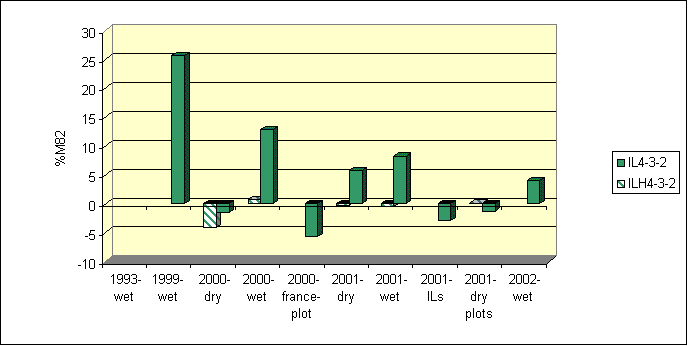 30
25
20
15
10
5
0
-5
-10
%M82
1993-
wet
1999-
wet
2000-
dry
2000-
wet
2000-
france-
plot
2001-
dry
2001-
wet
2001-
ILs
2001-
dry
plots
2002-
wet
IL4-3-2
ILH4-3-2